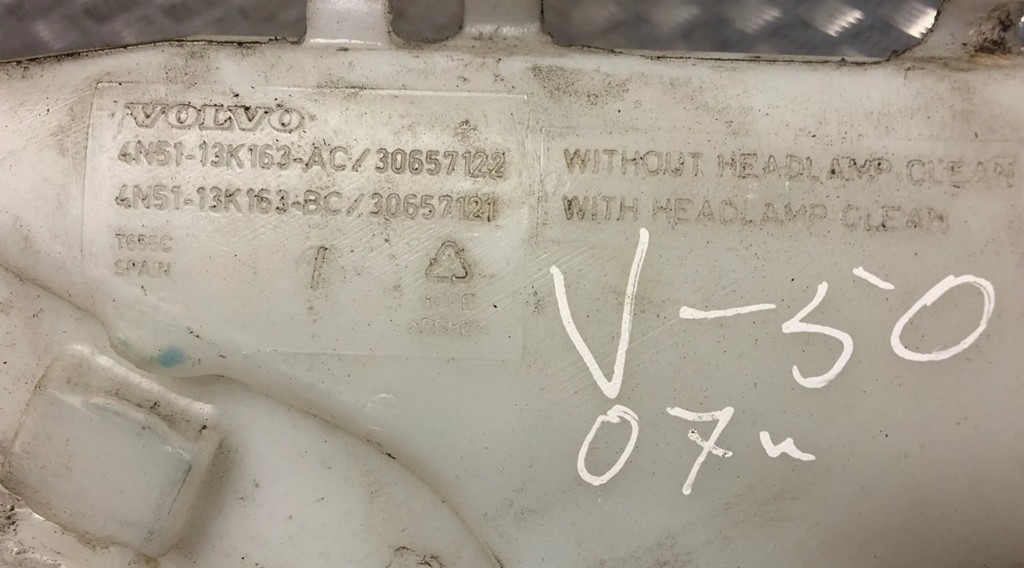 VOLVO
4N51-13K163-AC/30657122 WITHOUT HEADLAMP CLEAN
4N51-13K163-BC/30657121 WITH HEADLAMP CLEAN
SPAIN
V-50
07